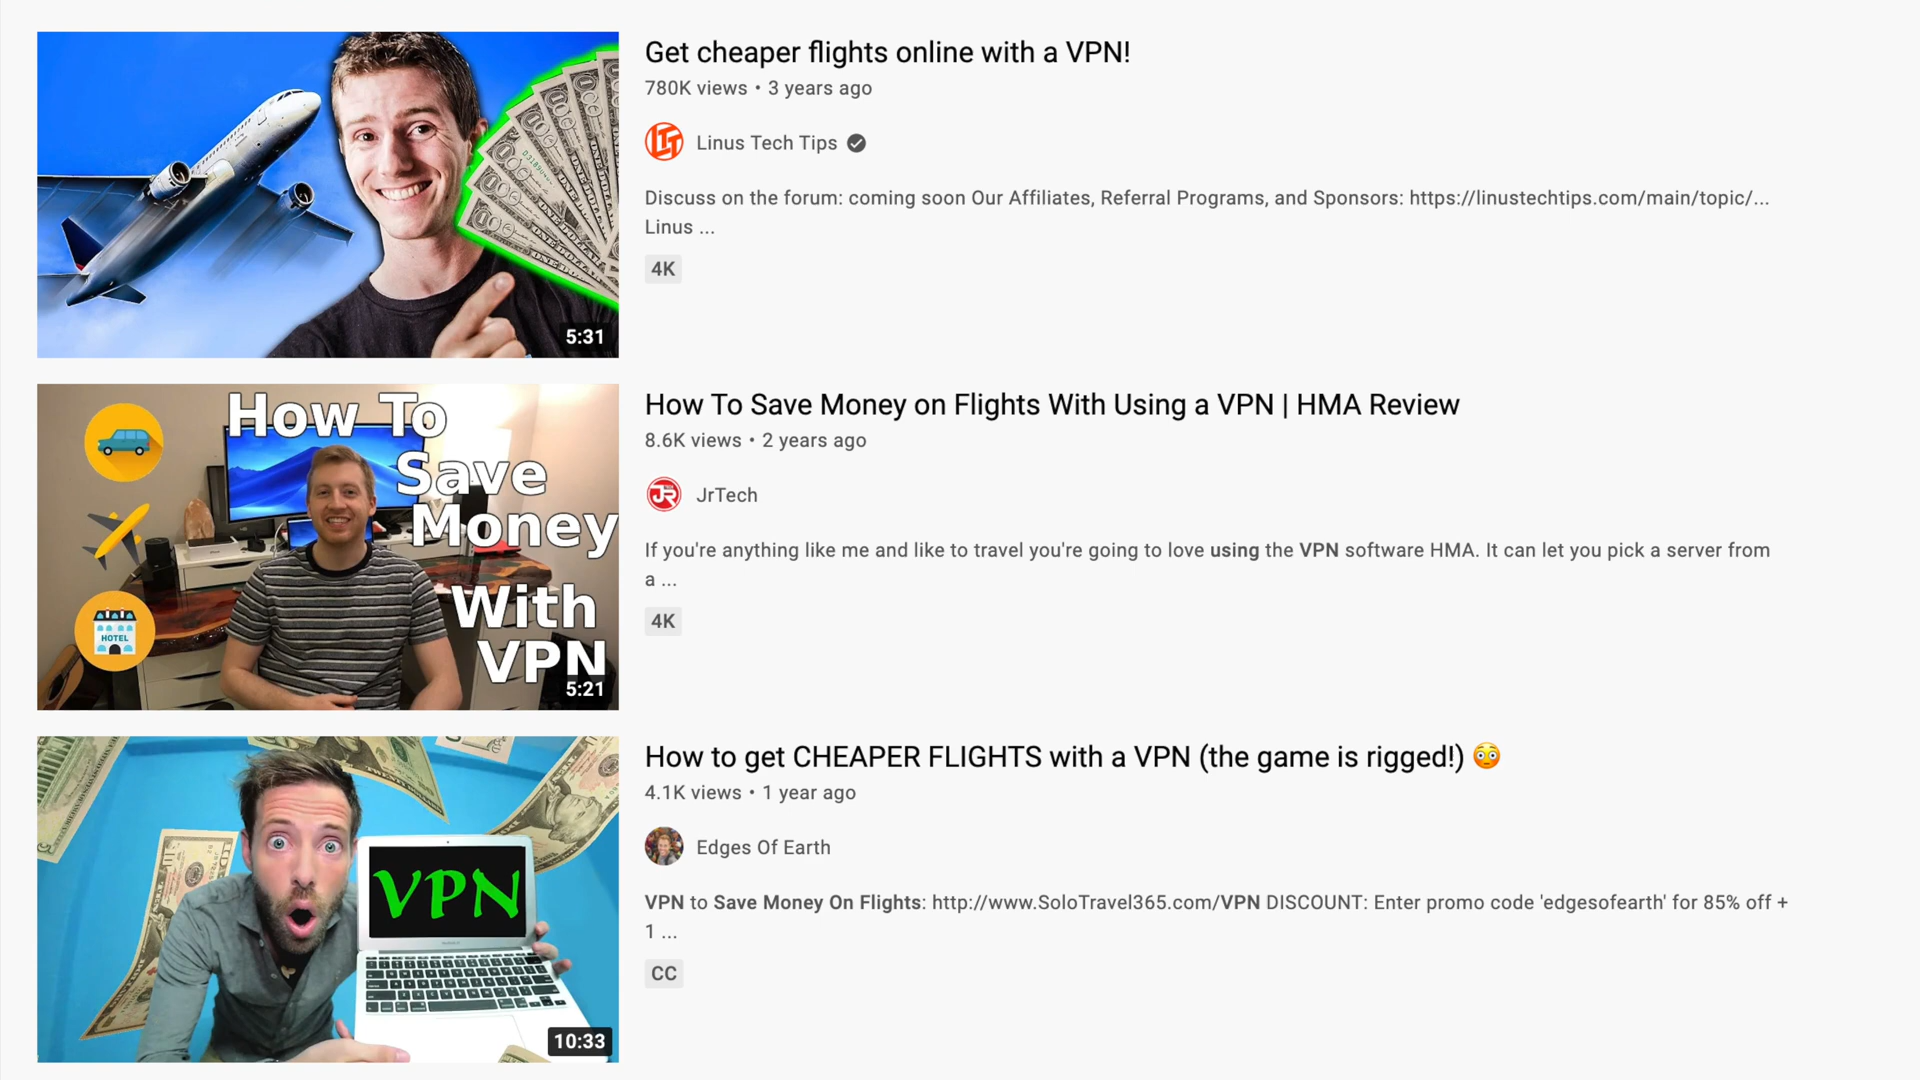 Get cheaper flights online with a VPN!
780K views • 3 years ago
LTT Linus Tech Tips
Discuss on the forum: coming soon Our Affiliates, Referral Programs, and Sponsors: https://linustechtips.com/main/topic/...
Linus ...
4K
5:31
How To
Save
Money
With
VPN
HOTEL
5:21
How To Save Money on Flights With Using a VPN | HMA Review
8.6K views • 2 years ago
JR JrTech
If you're anything like me and like to travel you're going to love using the VPN software HMA. It can let you pick a server from
a ...
4K
VPN
10:33
How to get CHEAPER FLIGHTS with a VPN (the game is rigged!) 😳
4.1K views • 1 year ago
Edges Of Earth
VPN to Save Money On Flights: http://www.SoloTravel365.com/VPN DISCOUNT: Enter promo code 'edgesofearth' for 85% off +
1 ...
CC